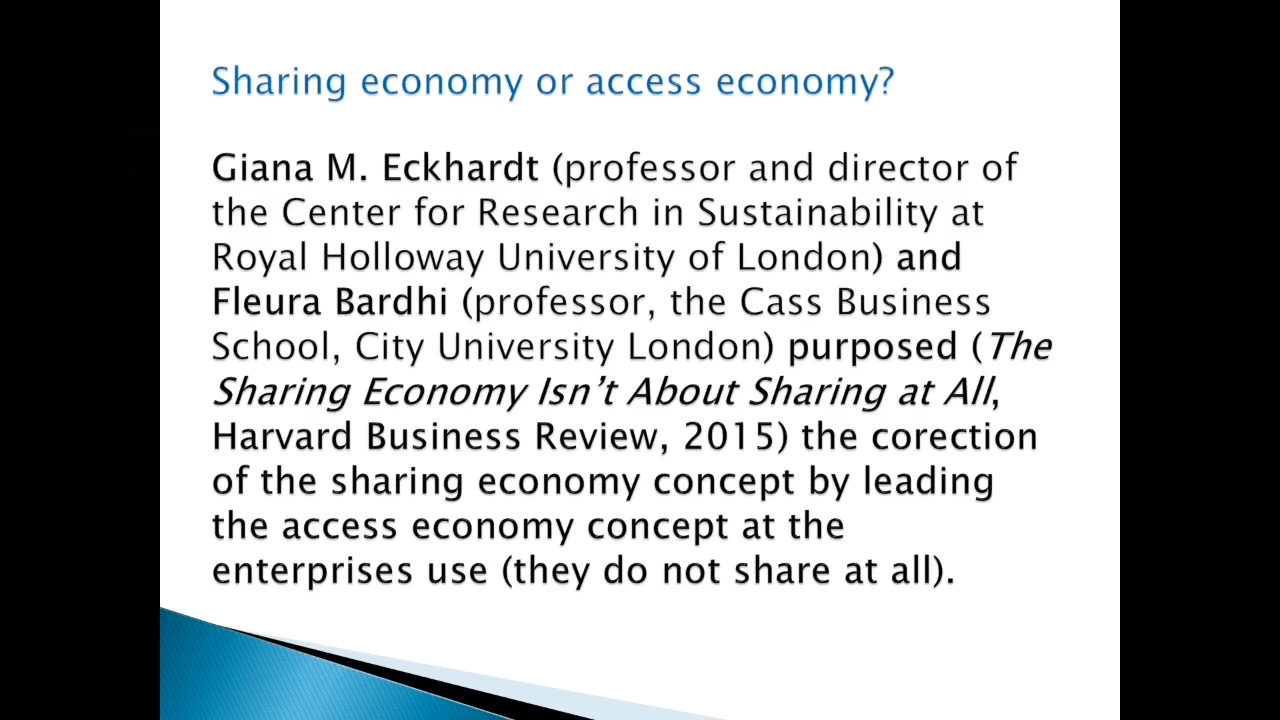 Sharing economy or access economy?
Giana M. Eckhardt (professor and director of
the Center for Research in Sustainability at
Royal Holloway University of London) and
Fleura Bardhi (professor, the Cass Business
School, City University London) purposed (The
Sharing Economy Isn’t About Sharing at All,
Harvard Business Review, 2015) the corection
of the sharing economy concept by leading
the access economy concept at the
enterprises use (they do not share at all).